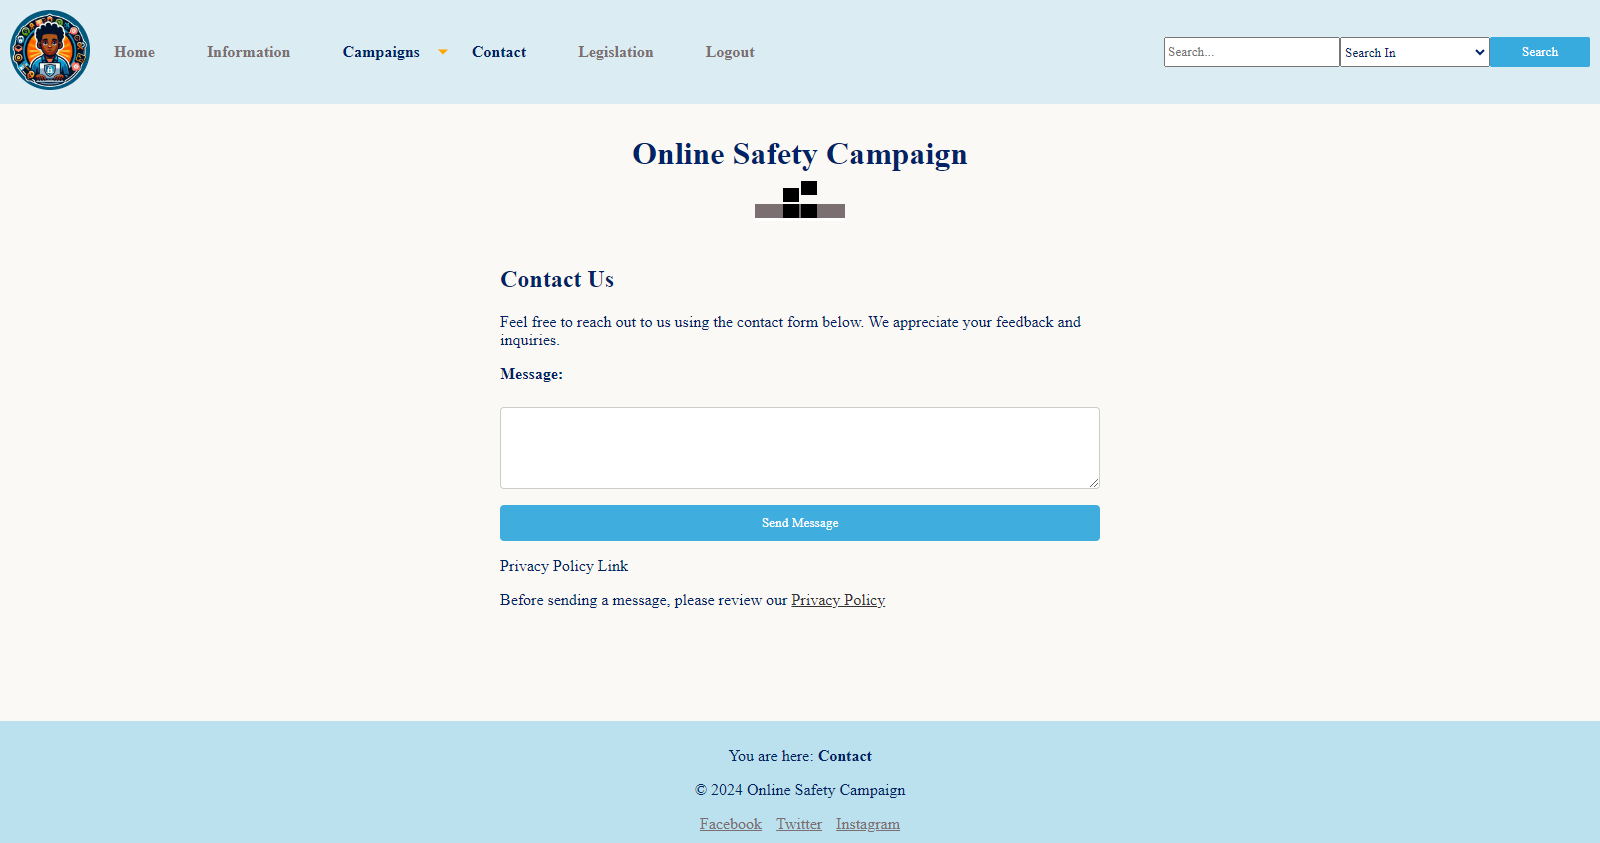 Home Information Campaigns Contact Legislation Logout Search... Search In Search
Online Safety Campaign
Contact Us
Feel free to reach out to us using the contact form below. We appreciate your feedback and
inquiries.
Message:
Send Message
Privacy Policy Link
Before sending a message, please review our Privacy Policy
You are here: Contact
© 2024 Online Safety Campaign
Facebook Twitter Instagram